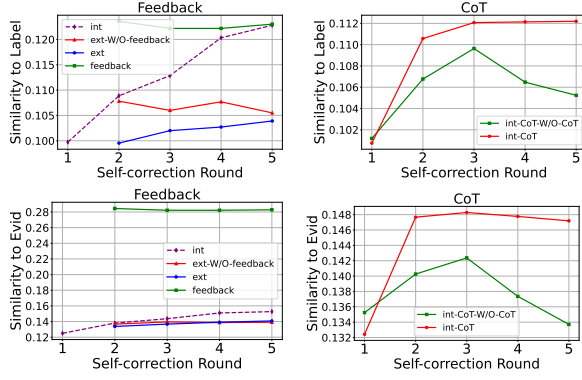 Feedback
Similarity to Label
0.120
0.115
0.110
0.105
0.100
int
ext-W/O-feedback
ext
feedback
1 2 3 4 5
Self-correction Round
CoT
Similarity to Label
0.112
0.110
0.108
0.106
0.104
0.102
int-CoT-W/O-CoT
int-CoT
1 2 3 4 5
Self-correction Round
Feedback
Similarity to Evid
0.28
0.26
0.24
0.22
0.20
0.18
0.16
0.14
0.12
int
ext-W/O-feedback
ext
feedback
1 2 3 4 5
Self-correction Round
CoT
Similarity to Evid
0.148
0.146
0.144
0.142
0.140
0.138
0.136
0.134
0.132
int-CoT-W/O-CoT
int-CoT
1 2 3 4 5
Self-correction Round